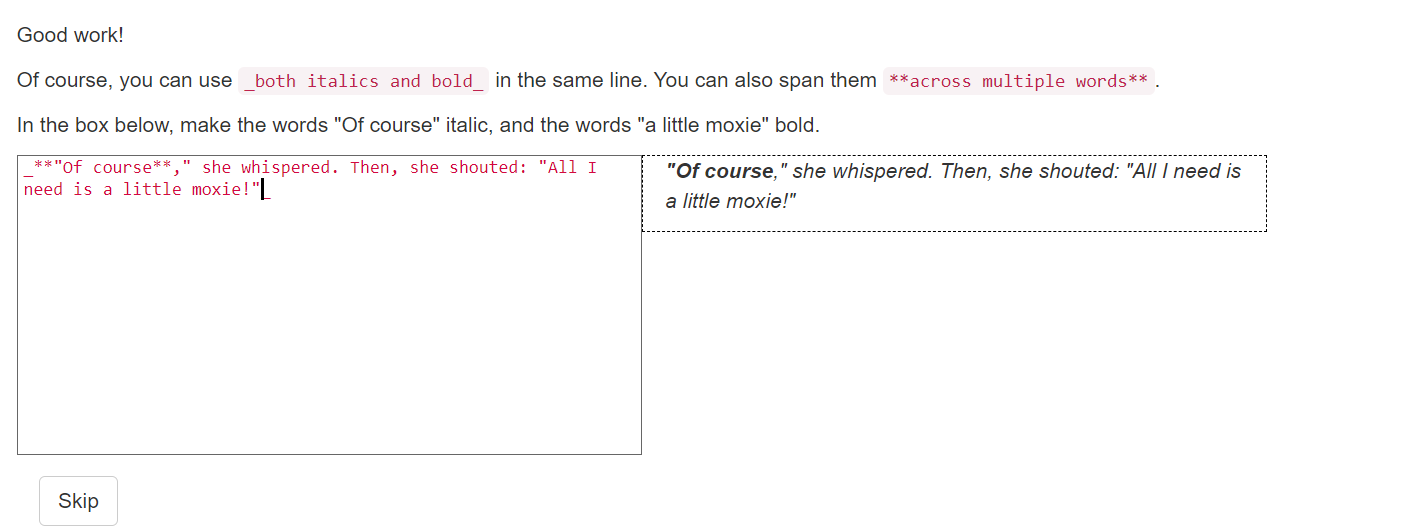 Good work!
Of course, you can use _both italics and bold_ in the same line. You can also span them **across multiple words**.
In the box below, make the words "Of course" italic, and the words "a little moxie" bold.
_**"Of course**," she whispered. Then, she shouted: "All I
need is a little moxie!"_
"Of course," she whispered. Then, she shouted: "All I need is
a little moxie!"
Skip